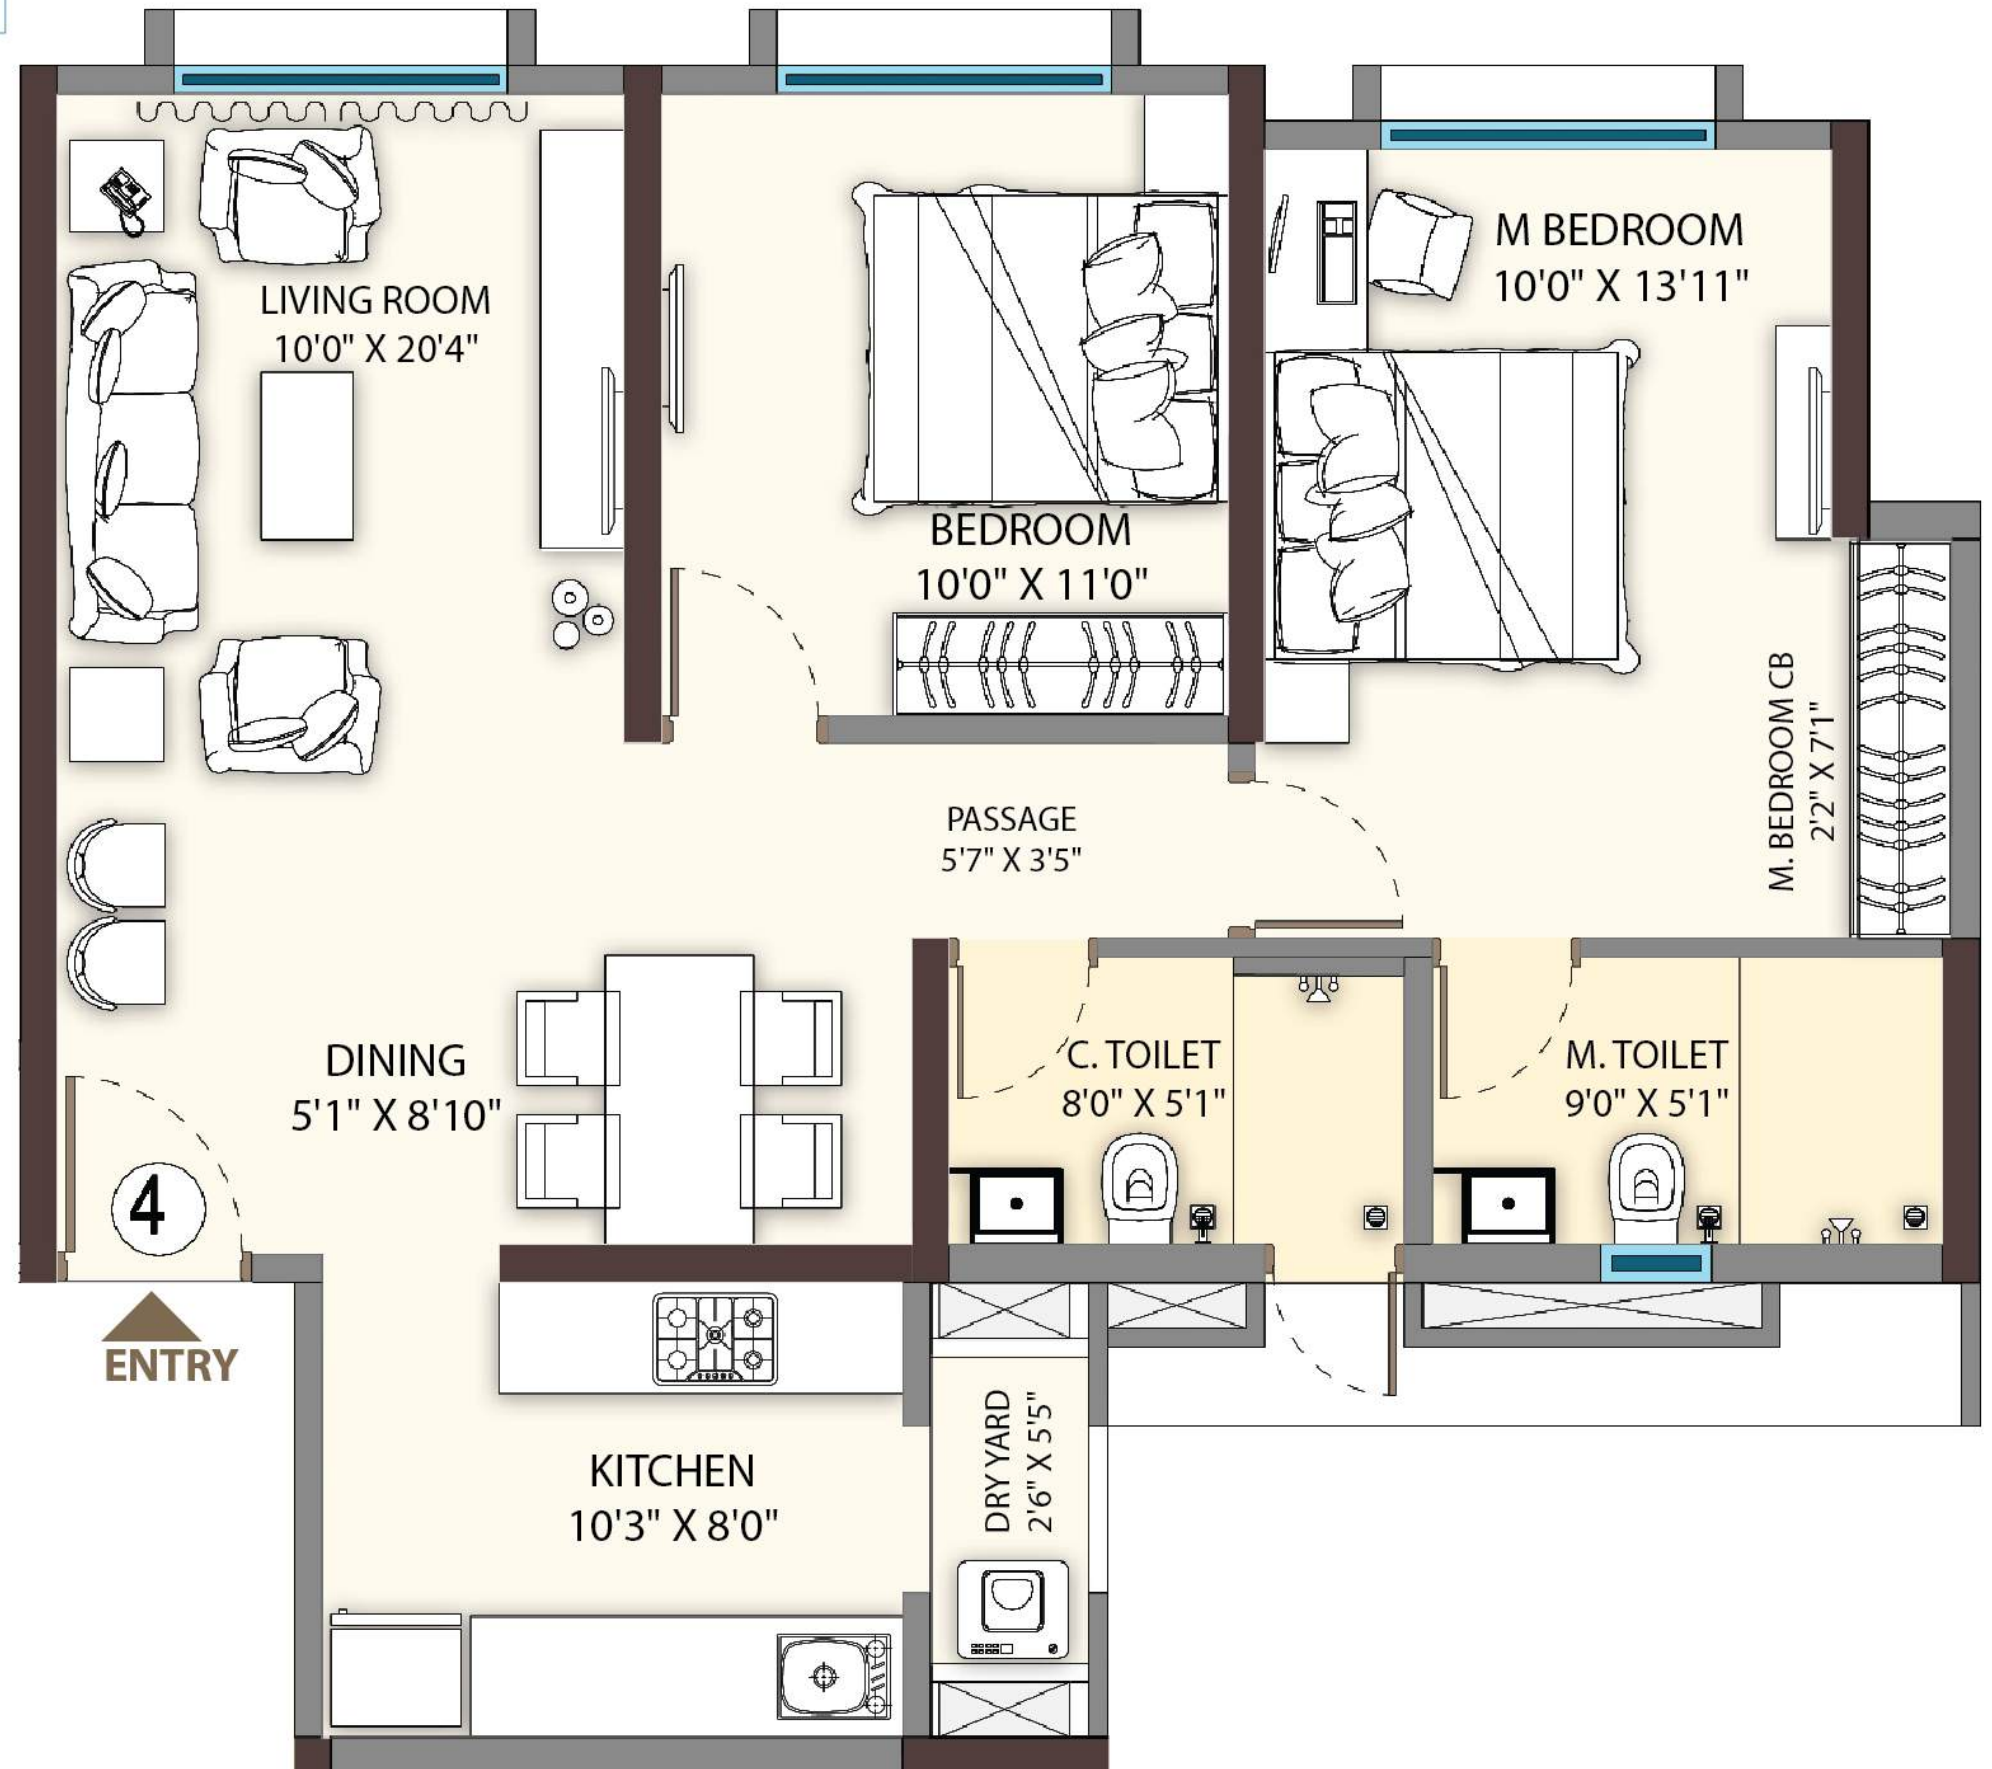 M BEDROOM
10'0" X 13'11"
LIVING ROOM
10'0" X 20'4"
BEDROOM
10'0" X 11'0"
M. BEDROOM CB
2'2" X 7'1"
PASSAGE
5'7" X 3'5"
DINING
5'1" X 8'10"
C. TOILET
8'0" X 5'1"
M. TOILET
9'0" X 5'1"
4
ENTRY
KITCHEN
10'3" X 8'0"
DRY YARD
2'6" X 5'5"